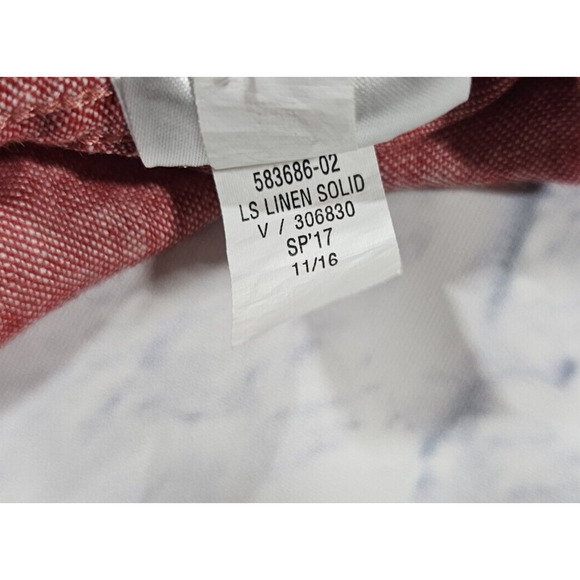 583686-02
LS LINEN SOLID
V / 306830
SP'17
11/16